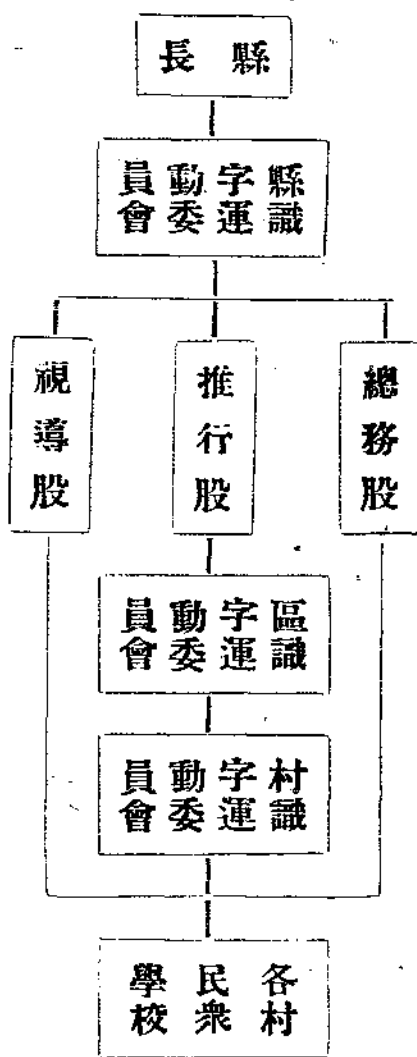 縣長
縣識字運動委員會
總務股
推行股
視導股
區識字運動委員會
村識字運動委員會
各村民衆學校